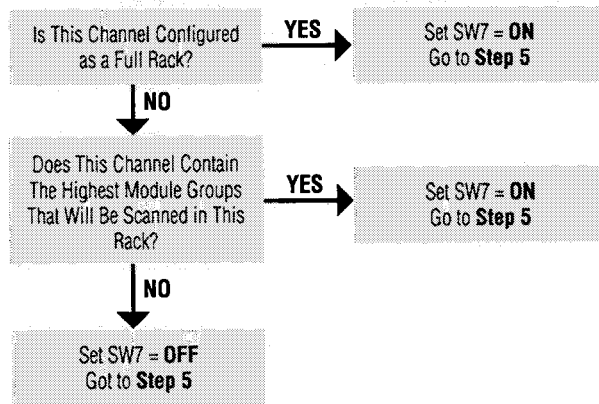 Is This Channel Configured
as a Full Rack?
YES
Set SW7 = ON
Go to Step 5
NO
Does This Channel Contain
The Highest Module Groups
That Will Be Scanned in This
Rack?
YES
Set SW7 = ON
Go to Step 5
NO
Set SW7 = OFF
Got to Step 5